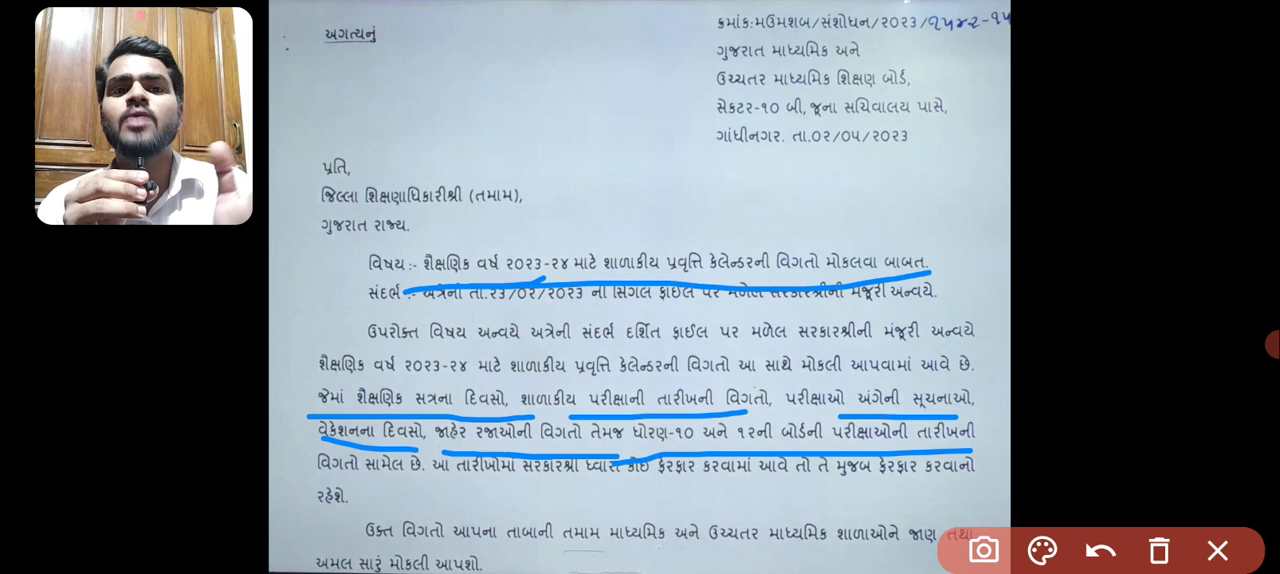 અગત્યનું
ક્રમાંક:મઉમશબ/સંશોધન/૨૦૨૩/૧૫૪૨-૧૫
ગુજરાત માધ્યમિક અને
ઉચ્ચતર માધ્યમિક શિક્ષણ બોર્ડ,
સેકટર-૧૦ બી, જૂના સચિવાલય પાસે,
ગાંધીનગર. તા.૦૨/૦૫/૨૦૨૩
પ્રતિ,
જિલ્લા શિક્ષણાધિકારીશ્રી (તમામ),
ગુજરાત રાજ્ય.
વિષય:- શૈક્ષણિક વર્ષ ૨૦૨૩-૨૪ માટે શાળાકીય પ્રવૃત્તિ કેલેન્ડરની વિગતો મોકલવા બાબત.
સંદર્ભ :- અત્રેની તા.૨૩/૦૨/૨૦૨૩ ની સિંગલ ફાઈલ પર મળેલ સરકારશ્રીની મંજૂરી અન્વયે.
ઉપરોક્ત વિષય અન્વયે અત્રેની સંદર્ભ દર્શિત ફાઈલ પર મળેલ સરકારશ્રીની મંજૂરી અન્વયે
શૈક્ષણિક વર્ષ ૨૦૨૩-૨૪ માટે શાળાકીય પ્રવૃત્તિ કેલેન્ડરની વિગતો આ સાથે મોકલી આપવામાં આવે છે.
જેમાં શૈક્ષણિક સત્રના દિવસો, શાળાકીય પરીક્ષાની તારીખની વિગતો, પરીક્ષાઓ અંગેની સૂચનાઓ,
વેકેશનના દિવસો, જાહેર રજાઓની વિગતો તેમજ ધોરણ-૧૦ અને ૧૨ની બોર્ડની પરીક્ષાઓની તારીખની
વિગતો સામેલ છે. આ તારીખોમાં સરકારશ્રી ધ્વારા કોઇ ફેરફાર કરવામાં આવે તો તે મુજબ ફેરફાર કરવાનો
રહેશે.
ઉક્ત વિગતો આપના તાબાની તમામ માધ્યમિક અને ઉચ્ચતર માધ્યમિક શાળાઓને જાણ તથા
અમલ સારું મોકલી આપશો.